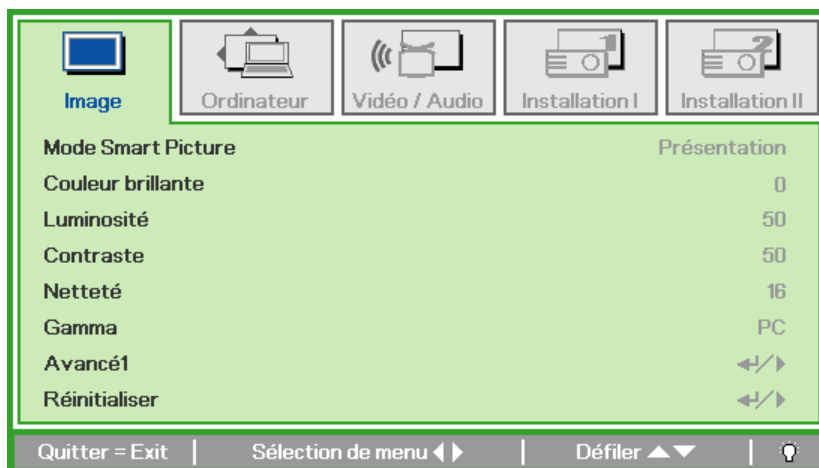 Image Ordinateur Vidéo / Audio Installation I Installation II
Mode Smart Picture Présentation
Couleur brillante 0
Luminosité 50
Contraste 50
Netteté 16
Gamma PC
Avancé1
Réinitialiser
Quitter = Exit Sélection de menu Défiler